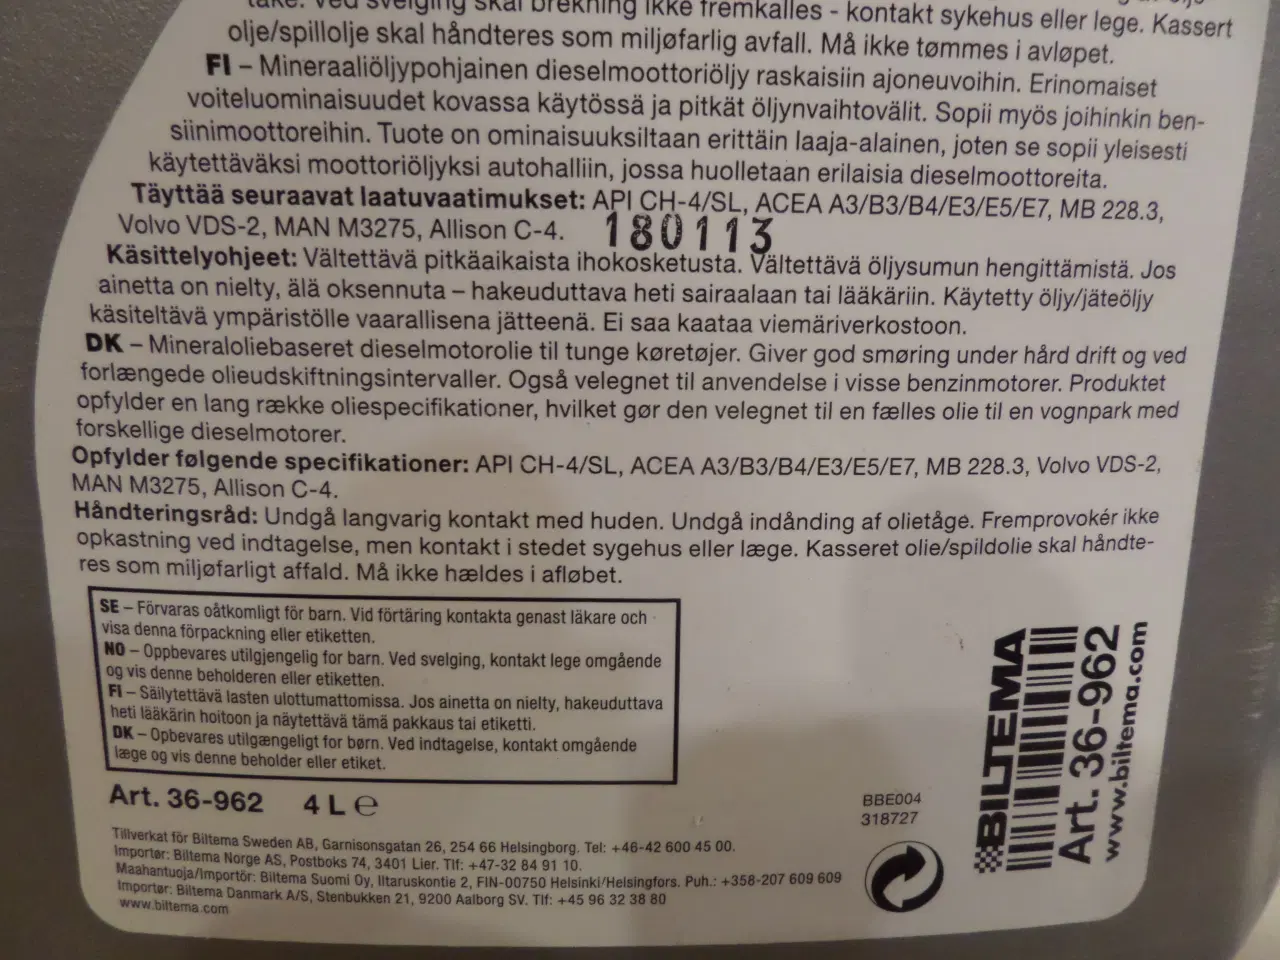 skal brekning ikke fremkalles - kontakt sykehus eller lege. Kassert
olje/spillolje skal håndteres som miljøfarlig avfall. Må ikke tømmes i avløpet.
FI – Mineraaliöljypohjainen dieselmoottoriöljy raskaisiin ajoneuvoihin. Erinomaiset
voiteluominaisuudet kovassa käytössä ja pitkät öljynvaihtovälit. Sopii myös joihinkin ben-
siinimoottoreihin. Tuote on ominaisuuksiltaan erittäin laaja-alainen, joten se sopii yleisesti
käytettäväksi moottoriöljyksi autohalliin, jossa huolletaan erilaisia dieselmoottoreita.
Täyttää seuraavat laatuvaatimukset: API CH-4/SL, ACEA A3/B3/B4/E3/E5/E7, MB 228.3,
Volvo VDS-2, MAN M3275, Allison C-4. 180113
Käsittelyohjeet: Vältettävä pitkäaikaista ihokosketusta. Vältettävä öljysumun hengittämistä. Jos
ainetta on nielty, älä oksennuta – hakeuduttava heti sairaalaan tai lääkäriin. Käytetty öljy/jäteöljy
käsiteltävä ympäristölle vaarallisena jätteenä. Ei saa kaataa viemäriverkostoon.
DK – Mineraloliebaseret dieselmotorolie til tunge køretøjer. Giver god smøring under hård drift og ved
forlængede olieudskiftningsintervaller. Også velegnet til anvendelse i visse benzinmotorer. Produktet
opfylder en lang række oliespecifikationer, hvilket gør den velegnet til en fælles olie til en vognpark med
forskellige dieselmotorer.
Opfylder følgende specifikationer: API CH-4/SL, ACEA A3/B3/B4/E3/E5/E7, MB 228.3, Volvo VDS-2,
MAN M3275, Allison C-4.
Håndteringsråd: Undgå langvarig kontakt med huden. Undgå indånding af olietåge. Fremprovokér ikke
opkastning ved indtagelse, men kontakt i stedet sygehus eller læge. Kasseret olie/spildolie skal håndte-
res som miljøfarligt affald. Må ikke hældes i afløbet.
SE – Förvaras oåtkomligt för barn. Vid förtäring kontakta genast läkare och
visa denna förpackning eller etiketten.
NO – Oppbevares utilgjengelig for barn. Ved svelging, kontakt lege omgående
og vis denne beholderen eller etiketten.
FI – Säilytettävä lasten ulottumattomissa. Jos ainetta on nielty, hakeuduttava
heti lääkärin hoitoon ja näytettävä tämä pakkaus tai etiketti.
DK – Opbevares utilgængeligt for børn. Ved indtagelse, kontakt omgående
læge og vis denne beholder eller etiket.
Art. 36-962 4 L ℮
Tillverkat för Biltema Sweden AB, Garnisonsgatan 26, 254 66 Helsingborg. Tel: +46-42 600 45 00.
Importør: Biltema Norge AS, Postboks 74, 3401 Lier. Tlf: +47-32 84 91 10.
Maahantuoja/Importör: Biltema Suomi Oy, Iltaruskontie 2, FIN-00750 Helsinki/Helsingfors. Puh.: +358-207 609 609
Importør: Biltema Danmark A/S, Stenbukken 21, 9200 Aalborg SV. Tlf: +45 96 32 38 80
www.biltema.com
BBE004
318727
BILTEMA
Art. 36-962
www.biltema.com